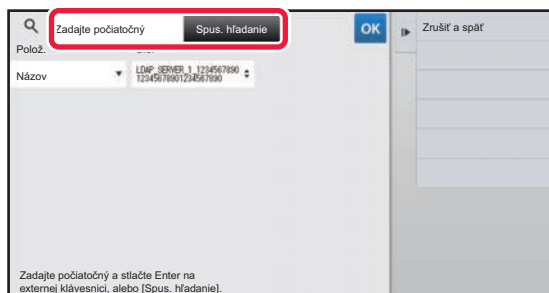 Zadajte počiatočný
Spus. hľadanie
OK
Zrušiť a späť
Polož.
Názov
LDAP_SERVER_1_1234567890
12345678901234567890
Zadajte počiatočný a stlačte Enter na
externej klávesnici, alebo [Spus. hľadanie].